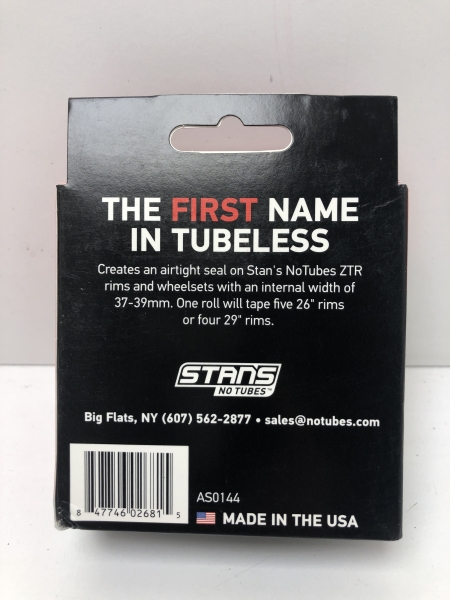 THE FIRST NAME
IN TUBELESS
Creates an airtight seal on Stan's NoTubes ZTR
rims and wheelsets with an internal width of
37-39mm. One roll will tape five 26" rims
or four 29" rims.
STANS
NO TUBES™
Big Flats, NY (607) 562-2877 • sales@notubes.com
8 47746 02681 5
AS0144
MADE IN THE USA